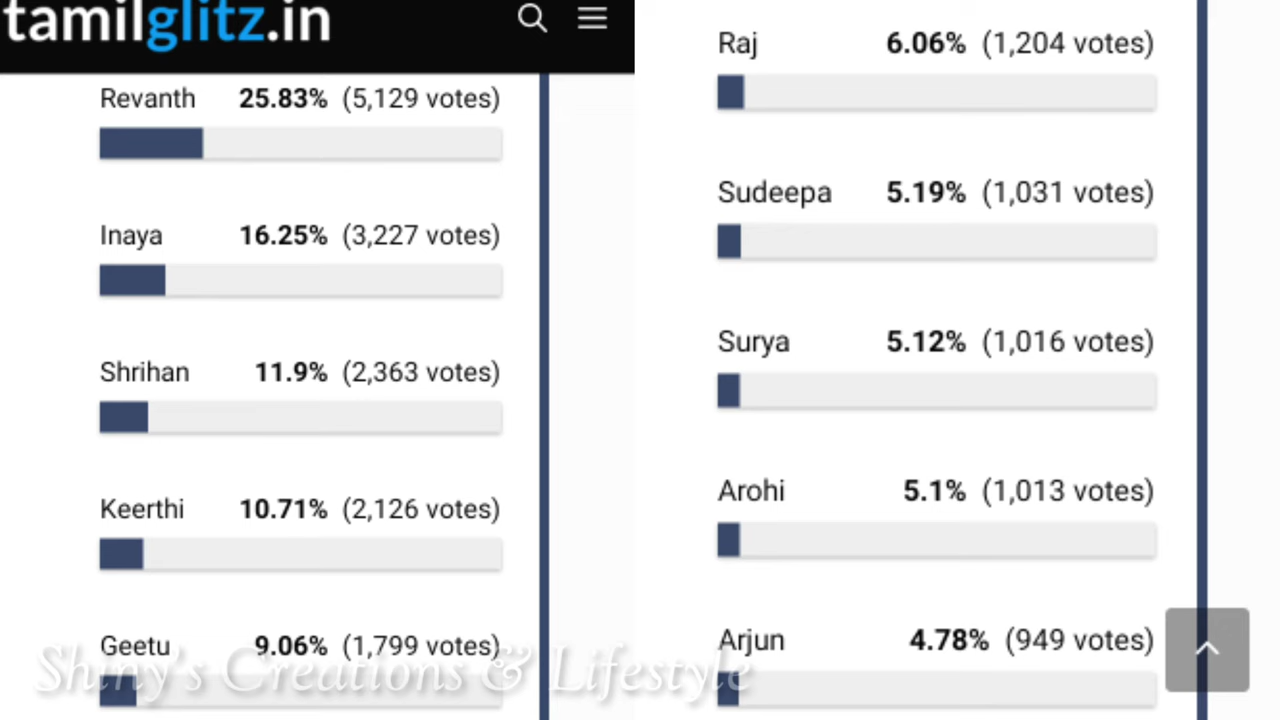 tamilglitz.in
Revanth 25.83% (5,129 votes)
Inaya 16.25% (3,227 votes)
Shrihan 11.9% (2,363 votes)
Keerthi 10.71% (2,126 votes)
Geetu 9.06% (1,799 votes)
Raj 6.06% (1,204 votes)
Sudeepa 5.19% (1,031 votes)
Surya 5.12% (1,016 votes)
Arohi 5.1% (1,013 votes)
Arjun 4.78% (949 votes)
Shiny's Creations & Lifestyle